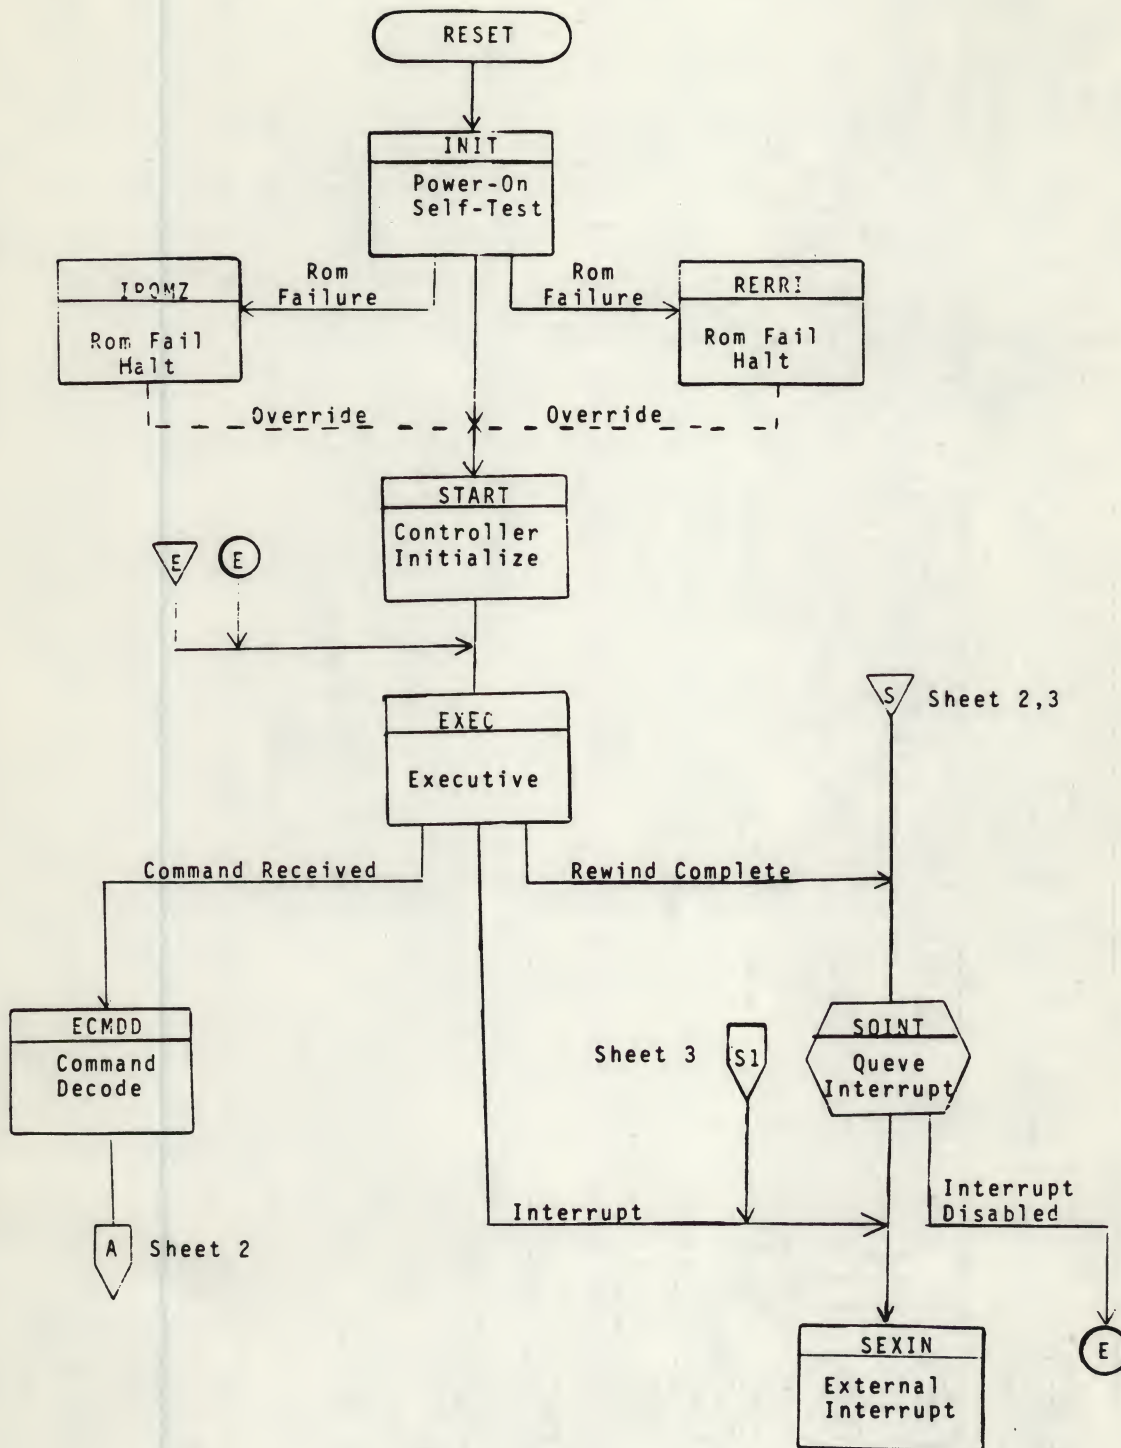 RESET
INIT
Power-On
Self-Test
Rom
Failure
Rom
Failure
IROMZ
Rom Fail
Halt
RERRI
Rom Fail
Halt
Override
Override
START
Controller
Initialize
E
E
EXEC
Executive
S
Sheet 2,3
Command Received
Rewind Complete
ECMDD
Command
Decode
Sheet 3
S1
SQINT
Queve
Interrupt
Interrupt
Interrupt
Disabled
A
Sheet 2
SEXIN
External
Interrupt
E